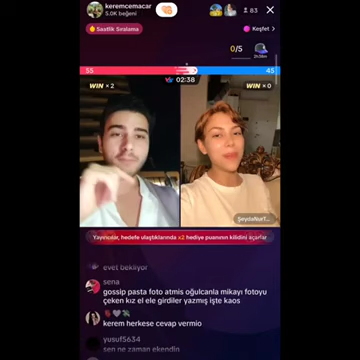 keremcemacar
5.0K beğeni
83
Saatlik Sıralama
Keşfet
0/5
55
45
WIN × 2
02:38
WIN × 0
Yayıncılar, hedefe ulaştıklarında x2 hediye puanının kilidini açarlar
evet bekliyor
sena
gossip pasta foto atmis oğulcanla mikayı fotoyu
çeken kız el ele girdiler yazmış işte kaos
kerem herkese cevap vermio
yusuf5634
sen ne zaman ekendin